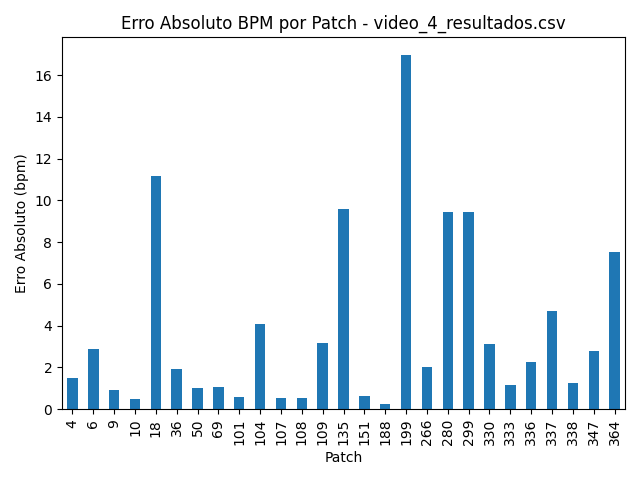 Erro Absoluto BPM por Patch - video_4_resultados.csv
Erro Absoluto (bpm)
16
14
12
10
8
6
4
2
0
4 6 9 10 18 36 50 69 101 104 107 108 109 135 151 188 199 266 280 299 330 333 336 337 338 347 364
Patch